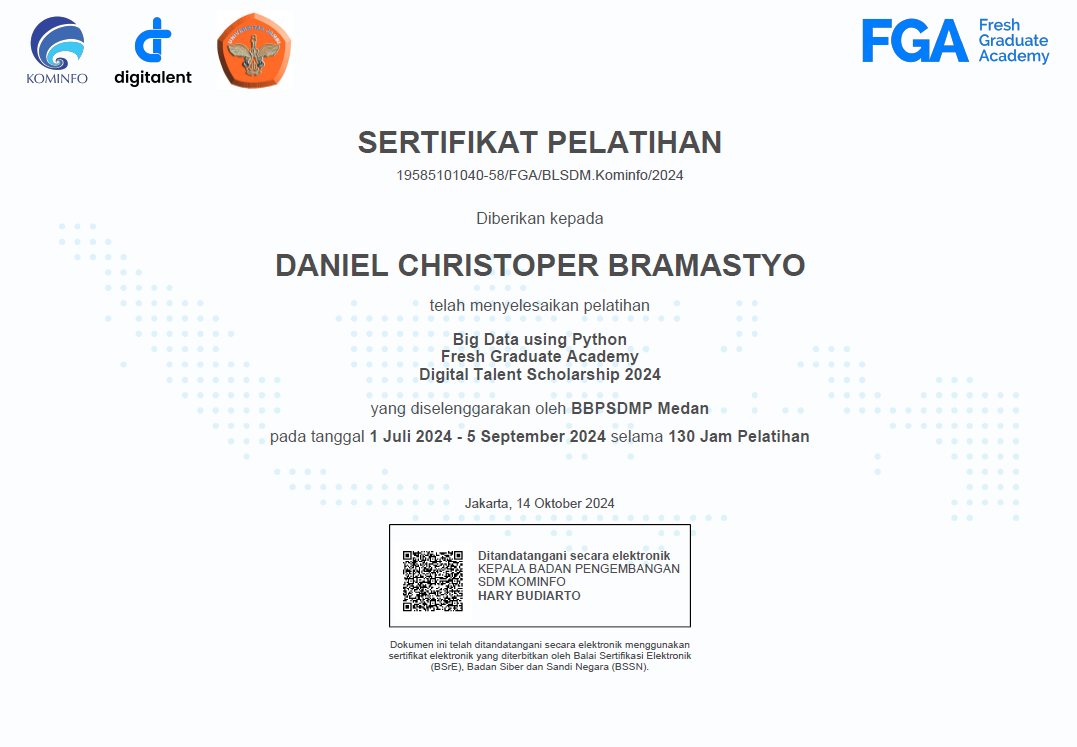 KOMINFO
digitalent
FGA
Fresh
Graduate
Academy
SERTIFIKAT PELATIHAN
19585101040-58/FGA/BLSDM.Kominfo/2024
Diberikan kepada
DANIEL CHRISTOPER BRAMASTYO
telah menyelesaikan pelatihan
Big Data using Python
Fresh Graduate Academy
Digital Talent Scholarship 2024
yang diselenggarakan oleh BBPSDMP Medan
pada tanggal 1 Juli 2024 - 5 September 2024 selama 130 Jam Pelatihan
Jakarta, 14 Oktober 2024
Ditandatangani secara elektronik
KEPALA BADAN PENGEMBANGAN
SDM KOMINFO
HARY BUDIARTO
Dokumen ini telah ditandatangani secara elektronik menggunakan
sertifikat elektronik yang diterbitkan oleh Balai Sertifikasi Elektronik
(BSrE), Badan Siber dan Sandi Negara (BSSN).